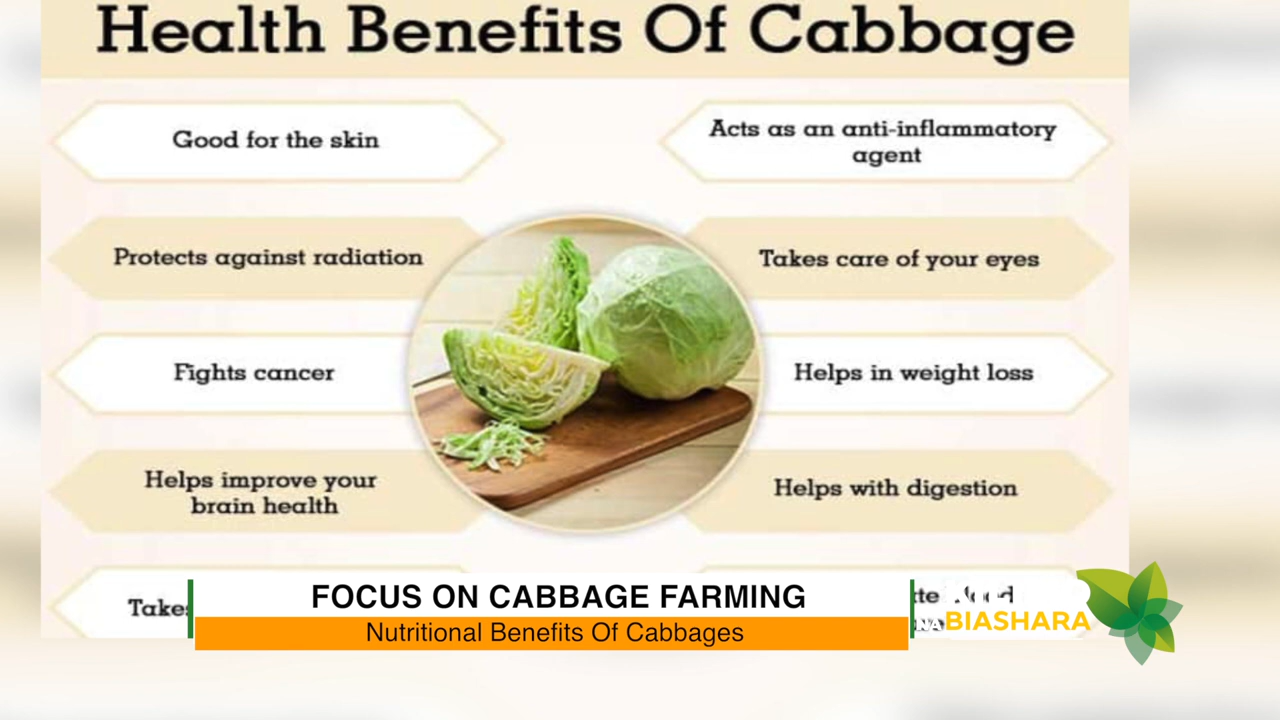 Health Benefits Of Cabbage
Good for the skin
Acts as an anti-inflammatory
agent
Protects against radiation
Takes care of your eyes
Fights cancer
Helps in weight loss
Helps improve your
brain health
Helps with digestion
Takes
FOCUS ON CABBAGE FARMING
Nutritional Benefits Of Cabbages
NA BIASHARA